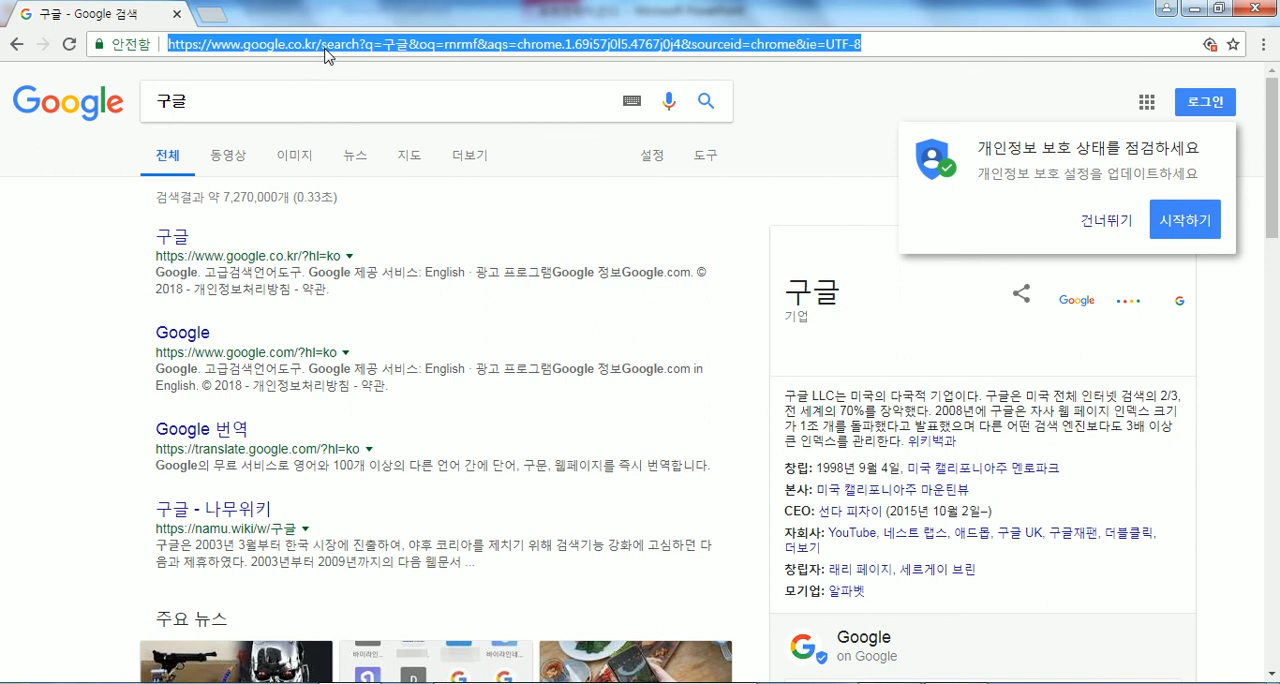 구글 - Google 검색
안전함
https://www.google.co.kr/search?q=구글&oq=rnrmf&aqs=chrome.1.69i57j0l5.4767j0j4&sourceid=chrome&ie=UTF-8
Google
구글
로그인
전체 동영상 이미지 뉴스 지도 더보기 설정 도구
개인정보 보호 상태를 점검하세요
개인정보 보호 설정을 업데이트하세요
건너뛰기 시작하기
검색결과 약 7,270,000개 (0.33초)
구글
https://www.google.co.kr/?hl=ko
Google. 고급검색언어도구. Google 제공 서비스: English · 광고 프로그램Google 정보Google.com. ©
2018 - 개인정보처리방침 - 약관.
Google
https://www.google.com/?hl=ko
Google. 고급검색언어도구. Google 제공 서비스: English · 광고 프로그램Google 정보Google.com in
English. © 2018 - 개인정보처리방침 - 약관.
Google 번역
https://translate.google.com/?hl=ko
Google의 무료 서비스로 영어와 100개 이상의 다른 언어 간에 단어, 구문, 웹페이지를 즉시 번역합니다.
구글 - 나무위키
https://namu.wiki/w/구글
구글은 2003년 3월부터 한국 시장에 진출하여, 야후 코리아를 제치기 위해 검색기능 강화에 고심하던 다
음과 제휴하였다. 2003년부터 2009년까지의 다음 웹문서 ...
주요 뉴스
구글
기업
Google
구글 LLC는 미국의 다국적 기업이다. 구글은 미국 전체 인터넷 검색의 2/3,
전 세계의 70%를 장악했다. 2008년에 구글은 자사 웹 페이지 인덱스 크기
가 1조 개를 돌파했다고 발표했으며 다른 어떤 검색 엔진보다도 3배 이상
큰 인덱스를 관리한다. 위키백과
창립: 1998년 9월 4일, 미국 캘리포니아주 멘로파크
본사: 미국 캘리포니아주 마운틴뷰
CEO: 선다 피차이 (2015년 10월 2일–)
자회사: YouTube, 네스트 랩스, 애드몹, 구글 UK, 구글재팬, 더블클릭,
더보기
창립자: 래리 페이지, 세르게이 브린
모기업: 알파벳
Google
on Google